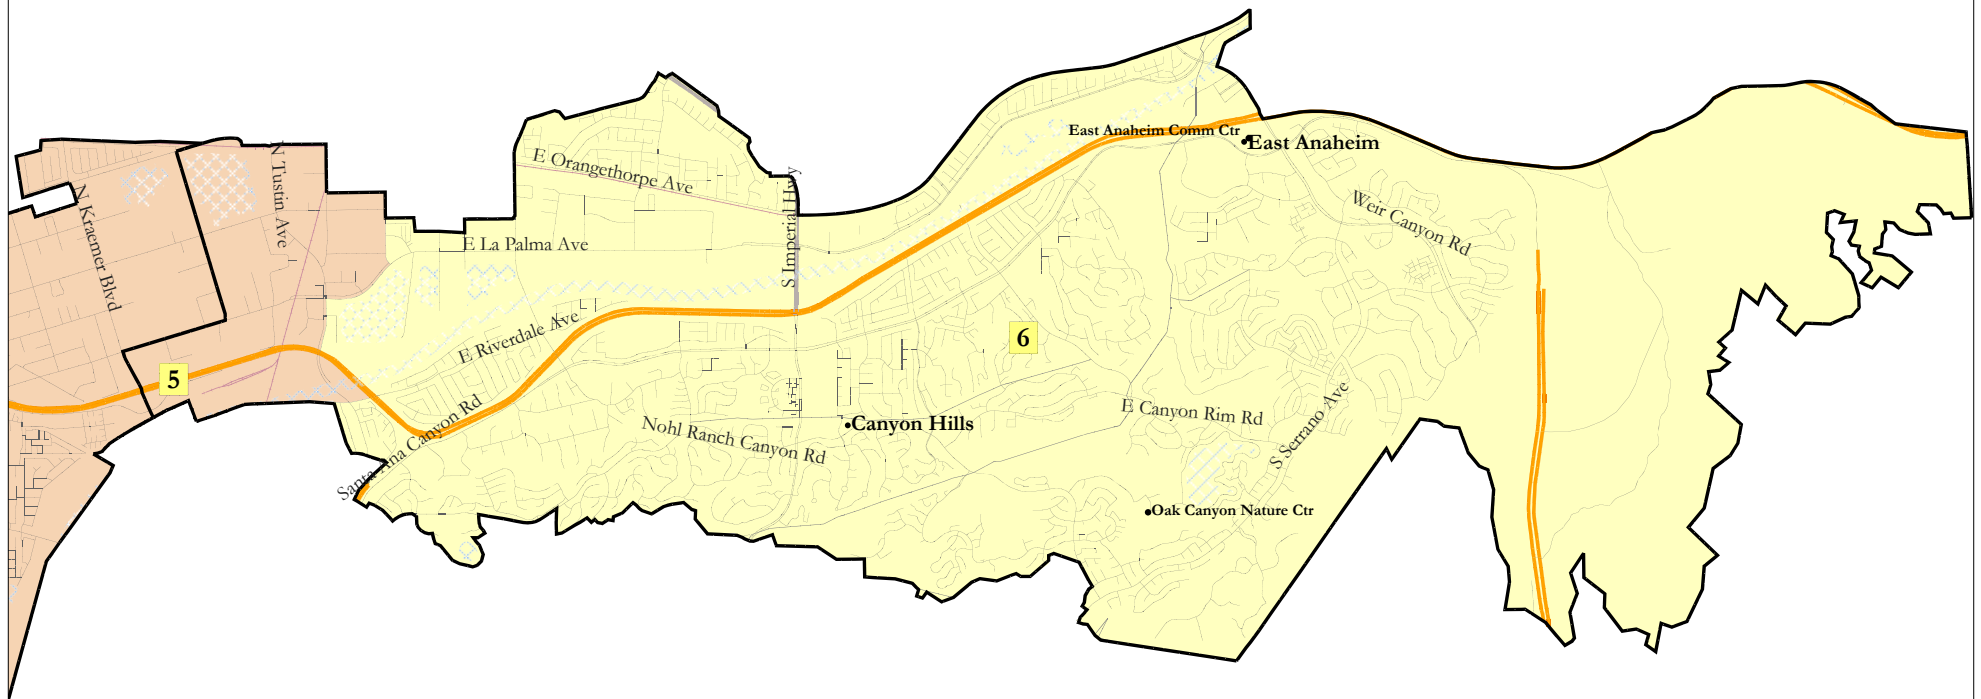 East Anaheim Comm Ctr
East Anaheim
N Tustin Ave
E Orangethorpe Ave
S Imperial Hwy
N Kraemer Blvd
Weir Canyon Rd
E La Palma Ave
E Riverdale Ave
6
5
Santa Ana Canyon Rd
Nohl Ranch Canyon Rd
Canyon Hills
E Canyon Rim Rd
S Serrano Ave
Oak Canyon Nature Ctr